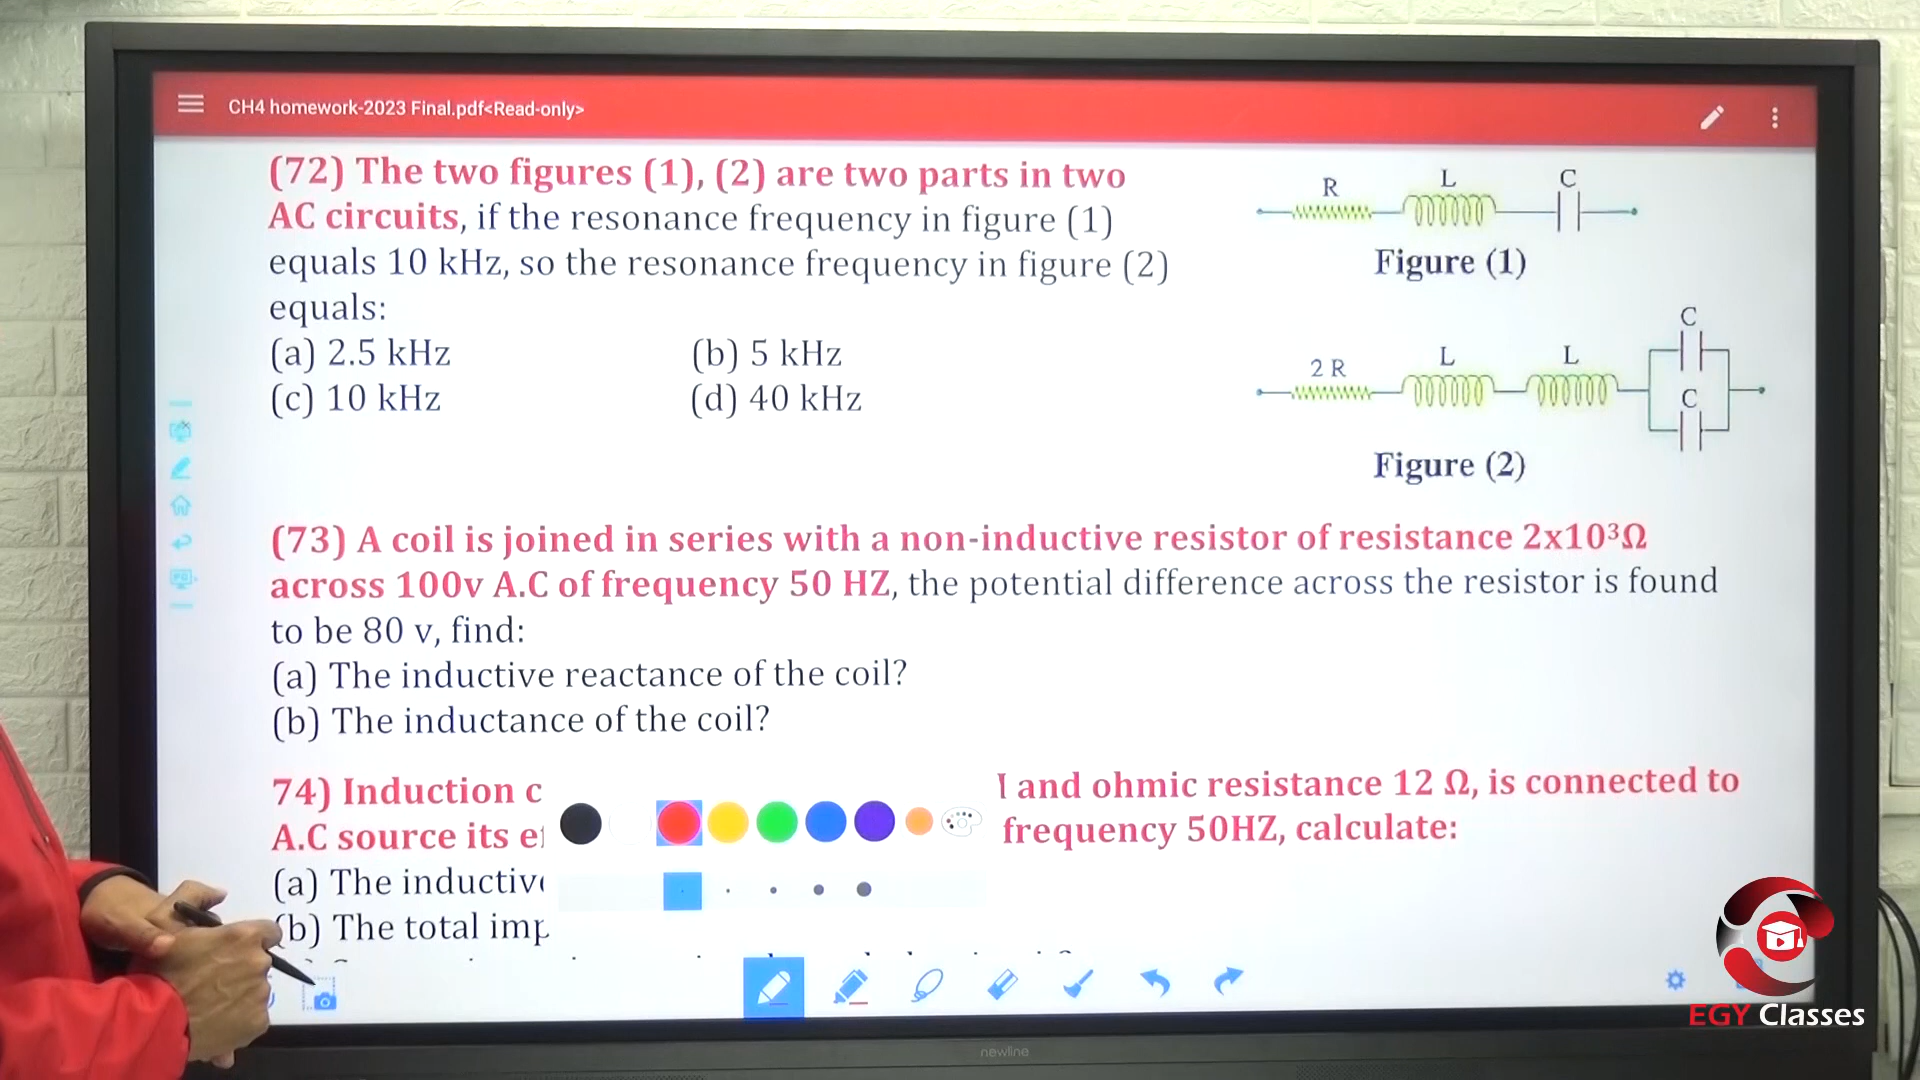 CH4 homework-2023 Final.pdf<Read-only>
(72) The two figures (1), (2) are two parts in two
AC circuits, if the resonance frequency in figure (1)
equals 10 kHz, so the resonance frequency in figure (2)
equals:
(a) 2.5 kHz (b) 5 kHz
(c) 10 kHz (d) 40 kHz
R L C
Figure (1)
C
2 R L L
C
Figure (2)
(73) A coil is joined in series with a non-inductive resistor of resistance 2x10³Ω
across 100v A.C of frequency 50 HZ, the potential difference across the resistor is found
to be 80 v, find:
(a) The inductive reactance of the coil?
(b) The inductance of the coil?
74) Induction c and ohmic resistance 12 Ω, is connected to
A.C source its frequency 50HZ, calculate:
(a) The inductiv
(b) The total imp
newline
EGY Classes